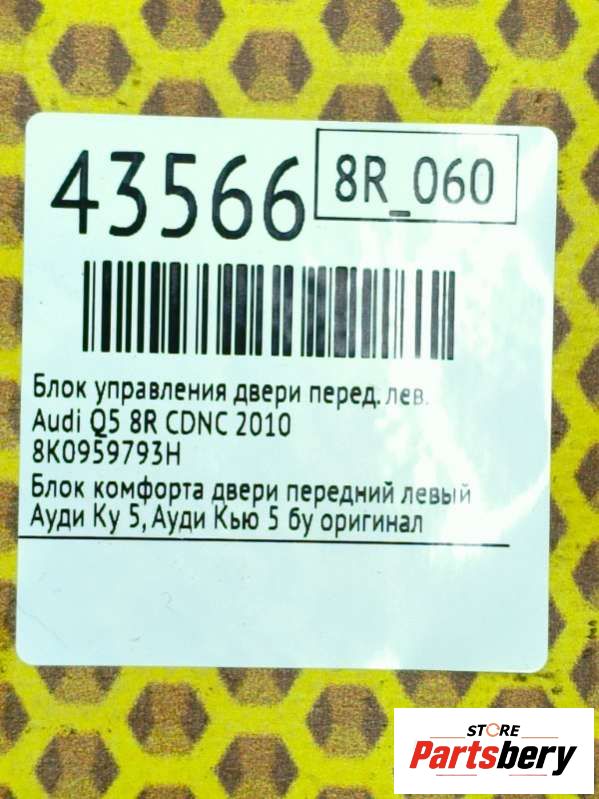 43566
8R_060
Блок управления двери перед. лев.
Audi Q5 8R CDNC 2010
8K0959793H
Блок комфорта двери передний левый
Ауди Ку 5, Ауди Кью 5 бу оригинал
STORE
Partsbery